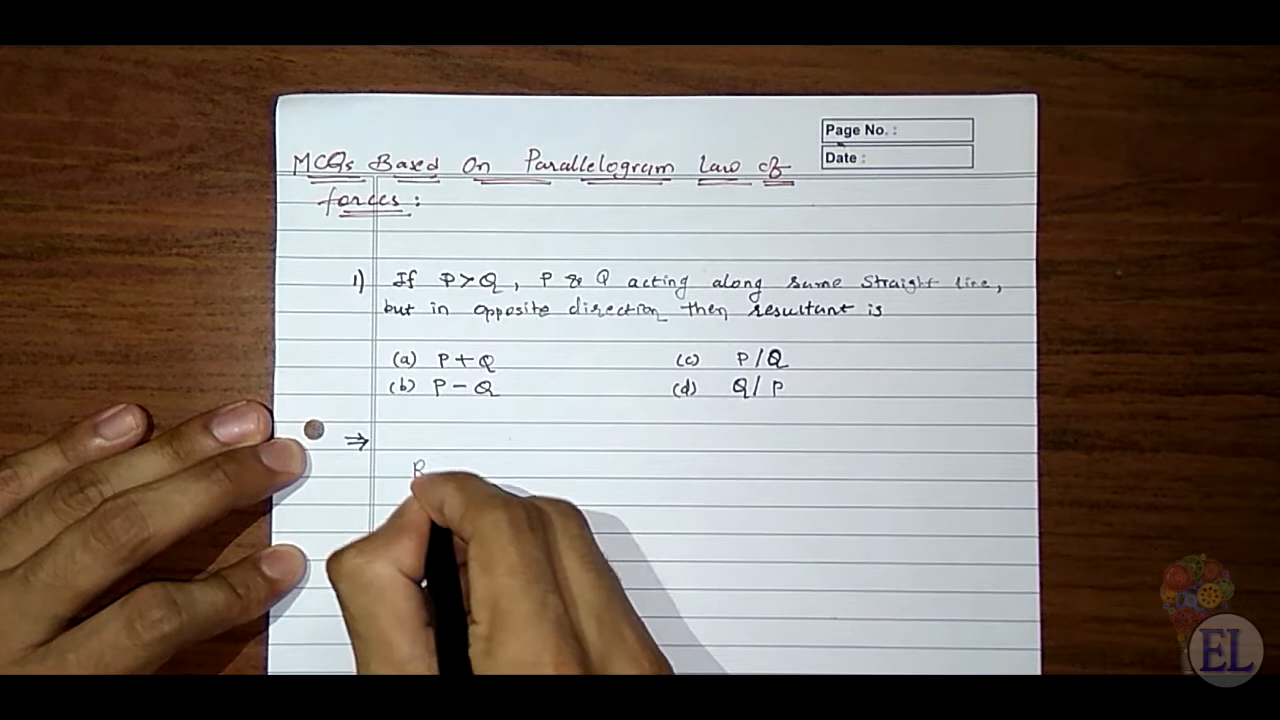 Page No. :
Date :
MCQs Based On Parallelogram Law of
forces :
1) If P>Q, P & Q acting along same straight line,
but in opposite direction then resultant is
(a) P+Q (c) P/Q
(b) P-Q (d) Q/P
⇒
R
EL